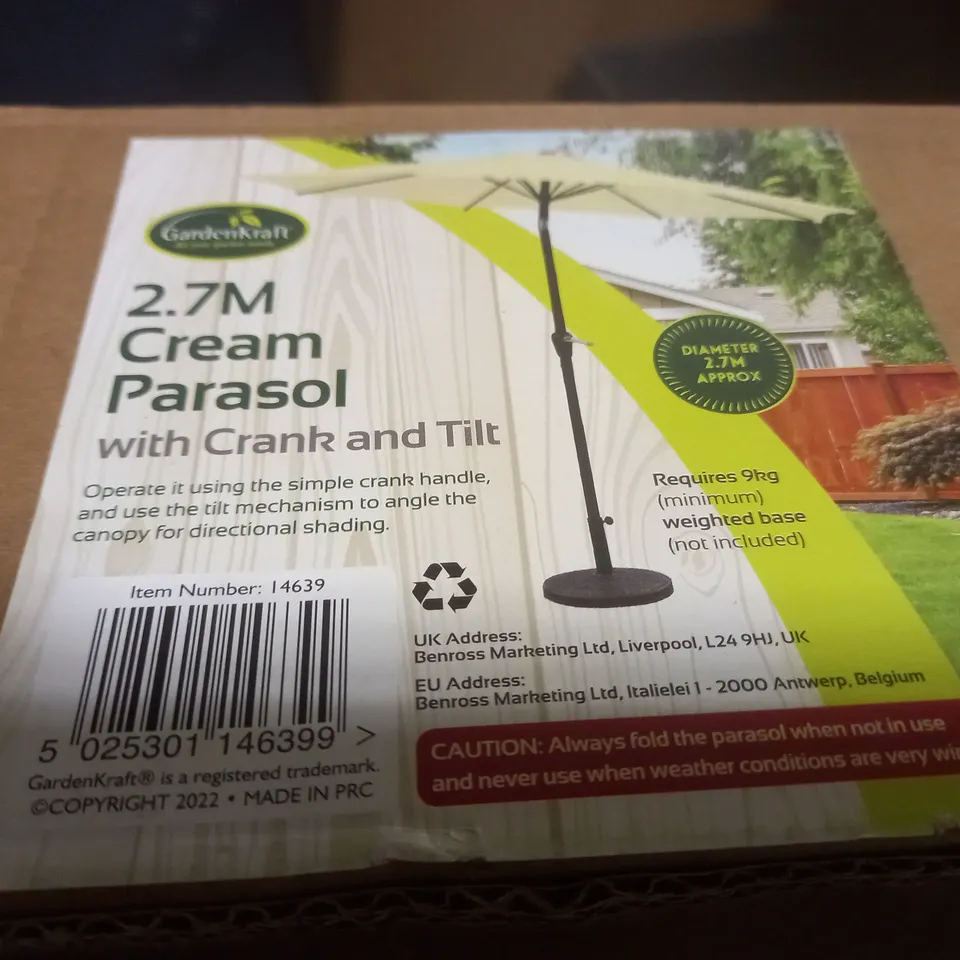 GardenKraft
2.7M
Cream
Parasol
with Crank and Tilt
Operate it using the simple crank handle,
and use the tilt mechanism to angle the
canopy for directional shading.
DIAMETER
2.7M
APPROX
Requires 9kg
(minimum)
weighted base
(not included)
Item Number: 14639
5 025301 146399 >
GardenKraft® is a registered trademark.
©COPYRIGHT 2022 • MADE IN PRC
UK Address:
Benross Marketing Ltd, Liverpool, L24 9HJ, UK
EU Address:
Benross Marketing Ltd, Italielei 1 - 2000 Antwerp, Belgium
CAUTION: Always fold the parasol when not in use
and never use when weather conditions are very